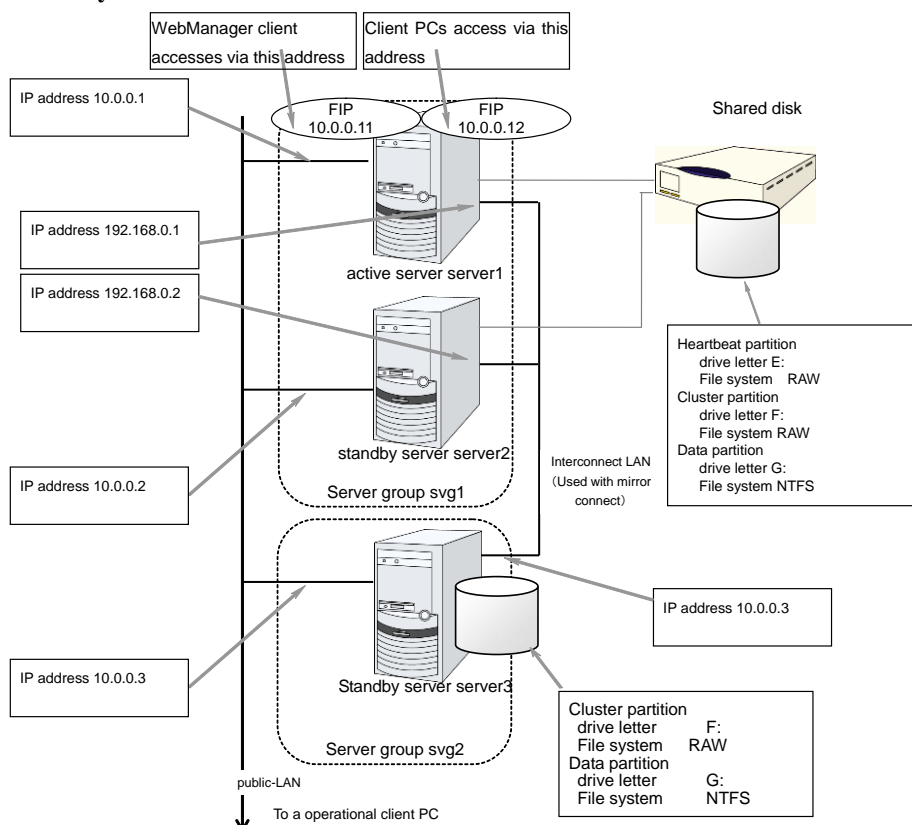 WebManager client
accesses via this address
Client PCs access via this
address
IP address 10.0.0.1
FIP
10.0.0.11
FIP
10.0.0.12
Shared disk
IP address 192.168.0.1
active server server1
IP address 192.168.0.2
Heartbeat partition
drive letter E:
File system RAW
Cluster partition
drive letter F:
File system RAW
Data partition
drive letter G:
File system NTFS
standby server server2
Interconnect LAN
(Used with mirror
connect)
IP address 10.0.0.2
Server group svg1
IP address 10.0.0.3
IP address 10.0.0.3
Standby server server3
Cluster partition
drive letter F:
File system RAW
Data partition
drive letter G:
File system NTFS
Server group svg2
public-LAN
To a operational client PC